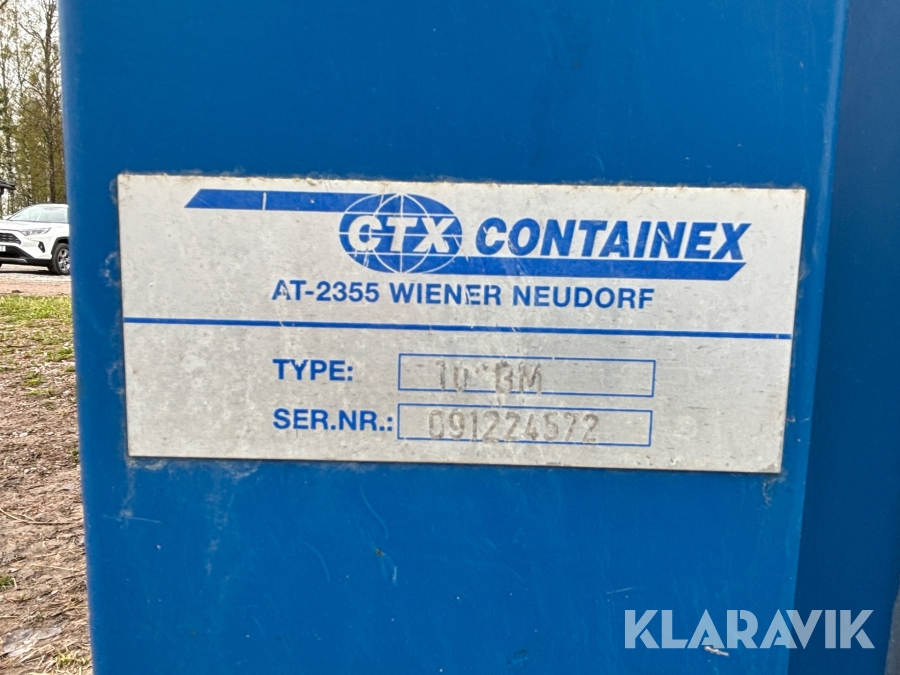 CTX CONTAINEX
AT-2355 WIENER NEUDORF
TYPE: 10'BM
SER.NR.: 091224572
KLARAVIK